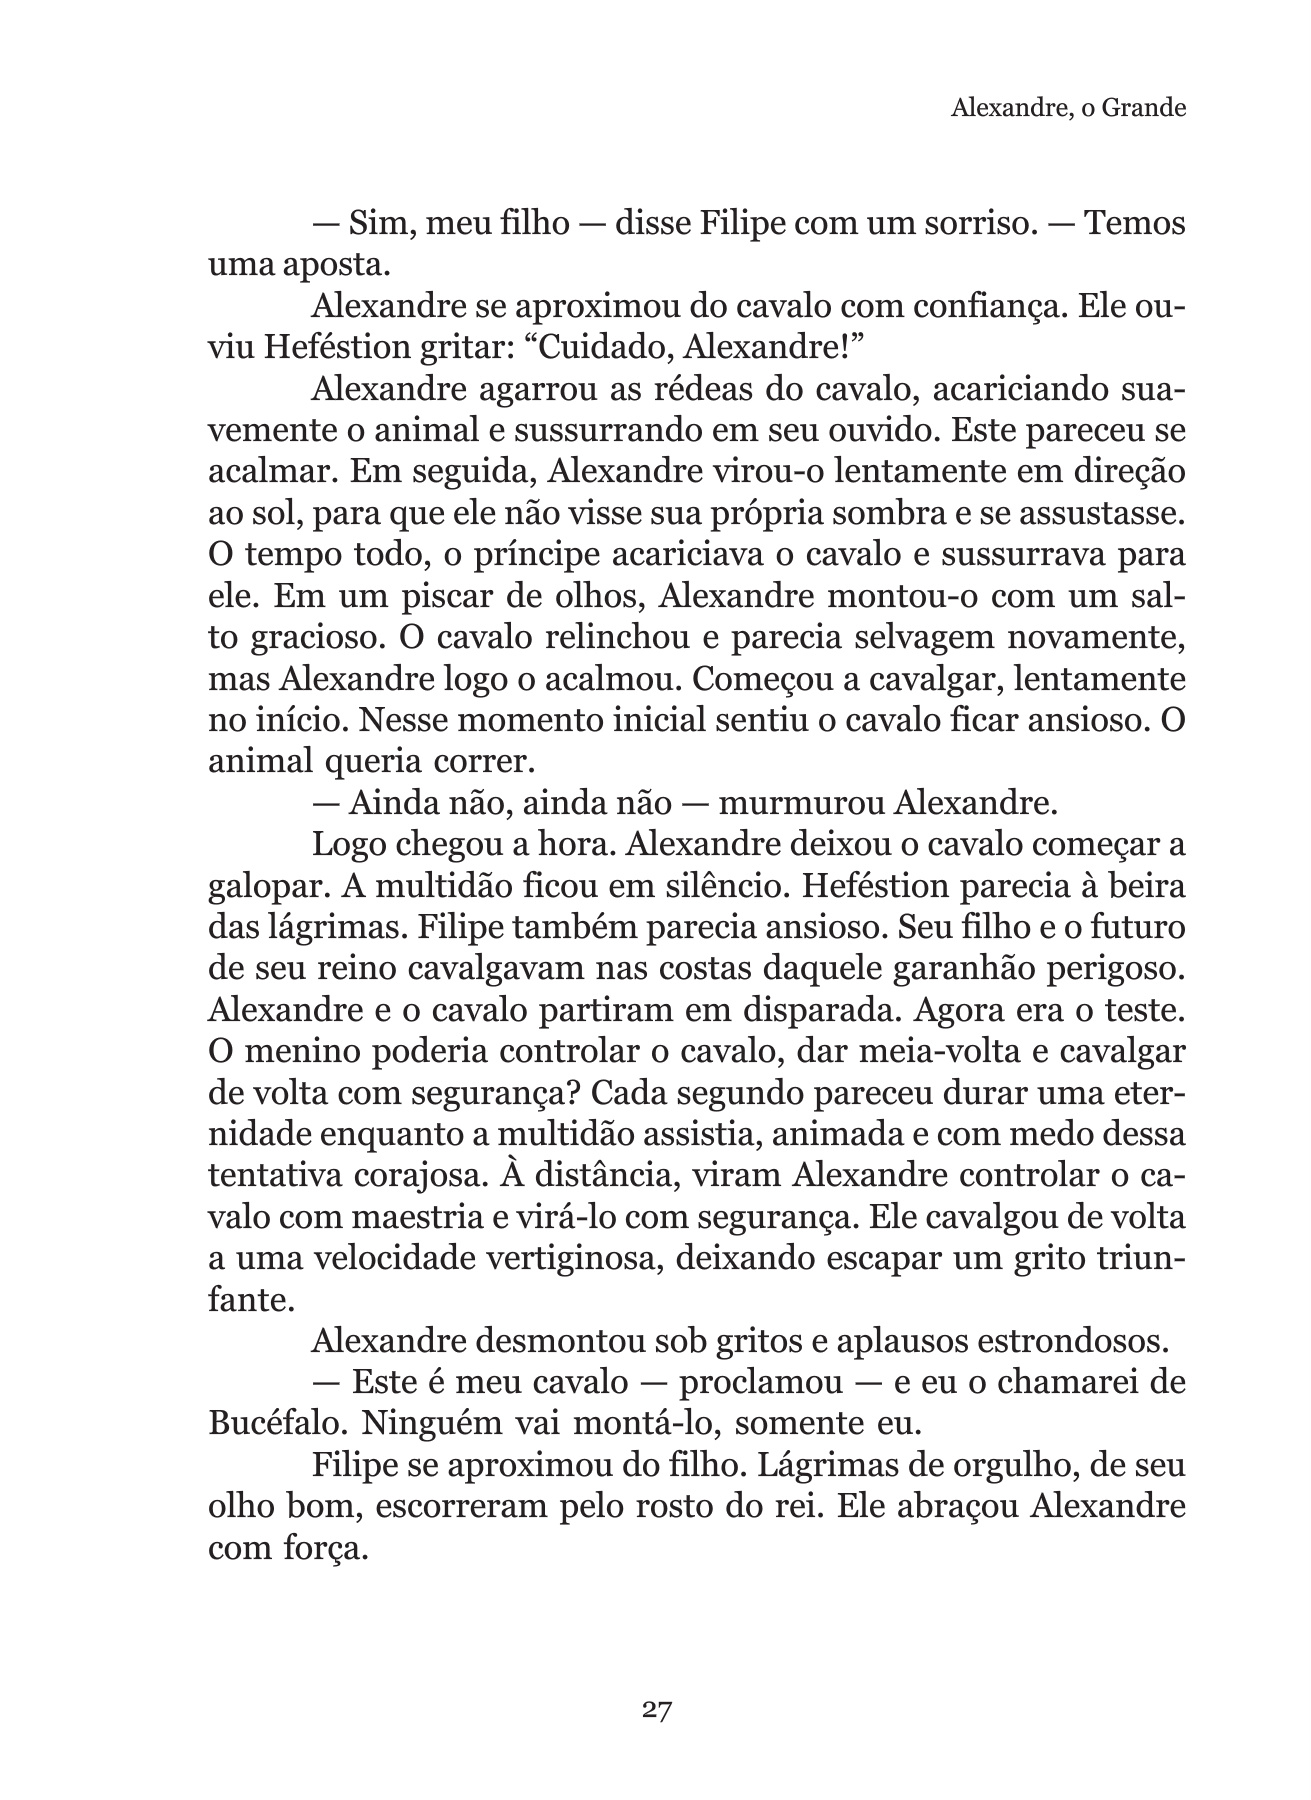 Alexandre, o Grande
— Sim, meu filho — disse Filipe com um sorriso. — Temos
uma aposta.
Alexandre se aproximou do cavalo com confiança. Ele ou-
viu Heféstion gritar: “Cuidado, Alexandre!”
Alexandre agarrou as rédeas do cavalo, acariciando sua-
vemente o animal e sussurrando em seu ouvido. Este pareceu se
acalmar. Em seguida, Alexandre virou-o lentamente em direção
ao sol, para que ele não visse sua própria sombra e se assustasse.
O tempo todo, o príncipe acariciava o cavalo e sussurrava para
ele. Em um piscar de olhos, Alexandre montou-o com um sal-
to gracioso. O cavalo relinchou e parecia selvagem novamente,
mas Alexandre logo o acalmou. Começou a cavalgar, lentamente
no início. Nesse momento inicial sentiu o cavalo ficar ansioso. O
animal queria correr.
— Ainda não, ainda não — murmurou Alexandre.
Logo chegou a hora. Alexandre deixou o cavalo começar a
galopar. A multidão ficou em silêncio. Heféstion parecia à beira
das lágrimas. Filipe também parecia ansioso. Seu filho e o futuro
de seu reino cavalgavam nas costas daquele garanhão perigoso.
Alexandre e o cavalo partiram em disparada. Agora era o teste.
O menino poderia controlar o cavalo, dar meia-volta e cavalgar
de volta com segurança? Cada segundo pareceu durar uma eter-
nidade enquanto a multidão assistia, animada e com medo dessa
tentativa corajosa. À distância, viram Alexandre controlar o ca-
valo com maestria e virá-lo com segurança. Ele cavalgou de volta
a uma velocidade vertiginosa, deixando escapar um grito triun-
fante.
Alexandre desmontou sob gritos e aplausos estrondosos.
— Este é meu cavalo — proclamou — e eu o chamarei de
Bucéfalo. Ninguém vai montá-lo, somente eu.
Filipe se aproximou do filho. Lágrimas de orgulho, de seu
olho bom, escorreram pelo rosto do rei. Ele abraçou Alexandre
com força.
27